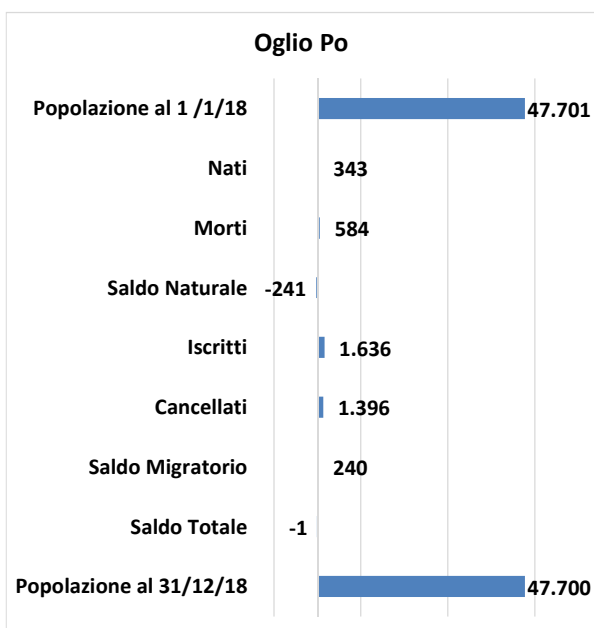 Oglio Po
Popolazione al 1 /1/18 47.701
Nati 343
Morti 584
Saldo Naturale -241
Iscritti 1.636
Cancellati 1.396
Saldo Migratorio 240
Saldo Totale -1
Popolazione al 31/12/18 47.700